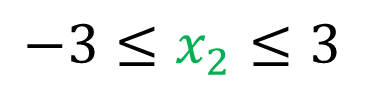 −3 ≤ x₂ ≤ 3